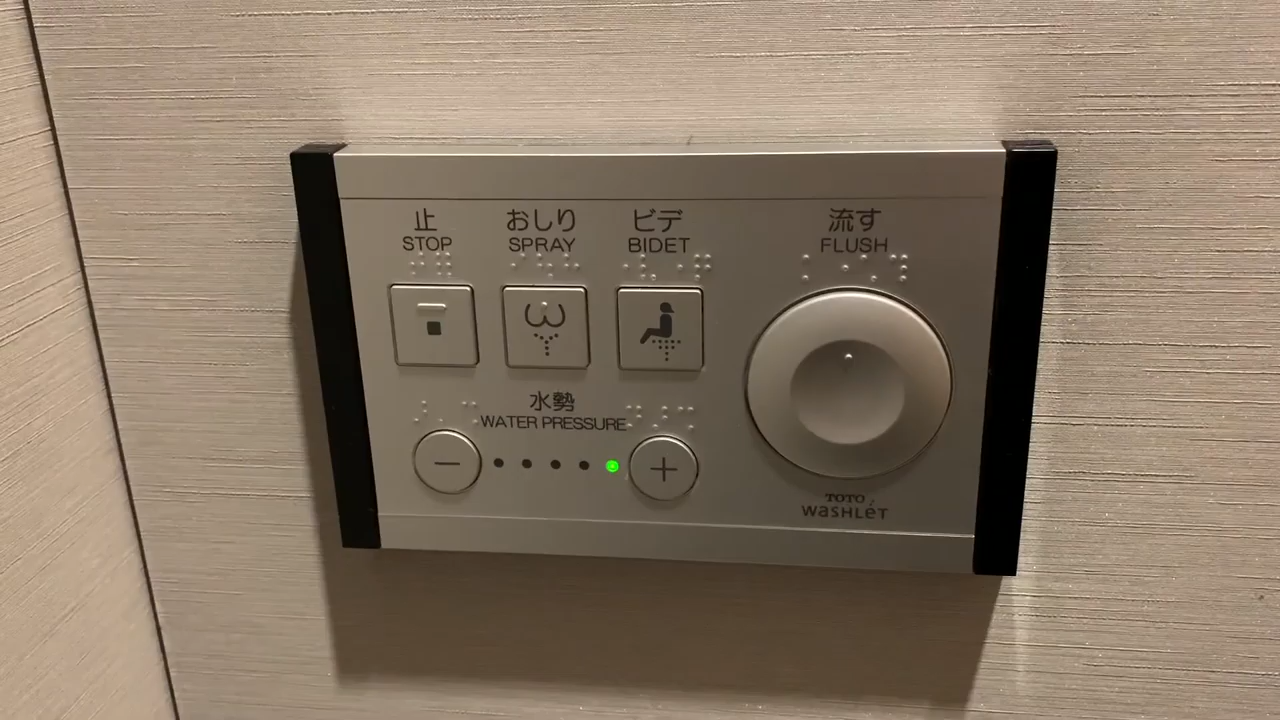 止
STOP
おしり
SPRAY
ビデ
BIDET
流す
FLUSH
水勢
WATER PRESSURE
TOTO
WASHLET